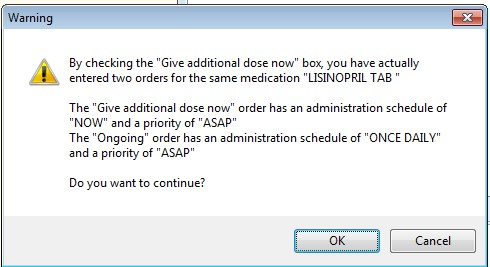 Warning
By checking the "Give additional dose now" box, you have actually
entered two orders for the same medication "LISINOPRIL TAB "
The "Give additional dose now" order has an administration schedule of
"NOW" and a priority of "ASAP"
The "Ongoing" order has an administration schedule of "ONCE DAILY"
and a priority of "ASAP"
Do you want to continue?
OK
Cancel